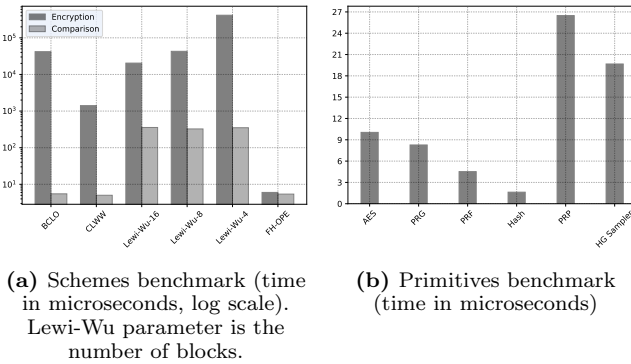 Encryption
Comparison
10^5
10^4
10^3
10^2
10^1
BCLO
CLWW
Lewi-Wu-16
Lewi-Wu-8
Lewi-Wu-4
FH-OPE
27
24
21
18
15
12
9
6
3
0
AES
PRG
PRF
Hash
PRP
HG Sampler
(a) Schemes benchmark (time
in microseconds, log scale).
Lewi-Wu parameter is the
number of blocks.
(b) Primitives benchmark
(time in microseconds)